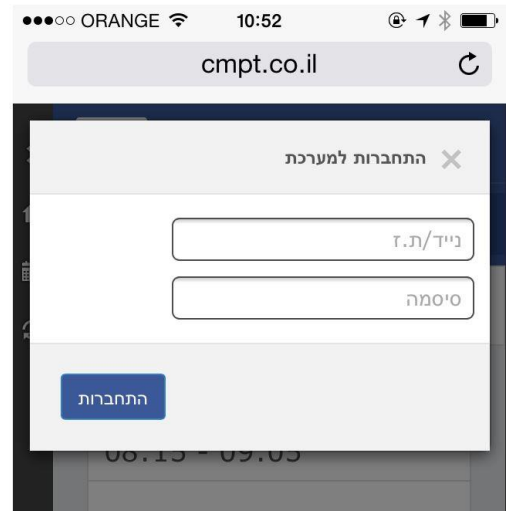 ORANGE 10:52
cmpt.co.il
התחברות למערכת
נייד/ת.ז
סיסמה
התחברות
08:15 - 09:05